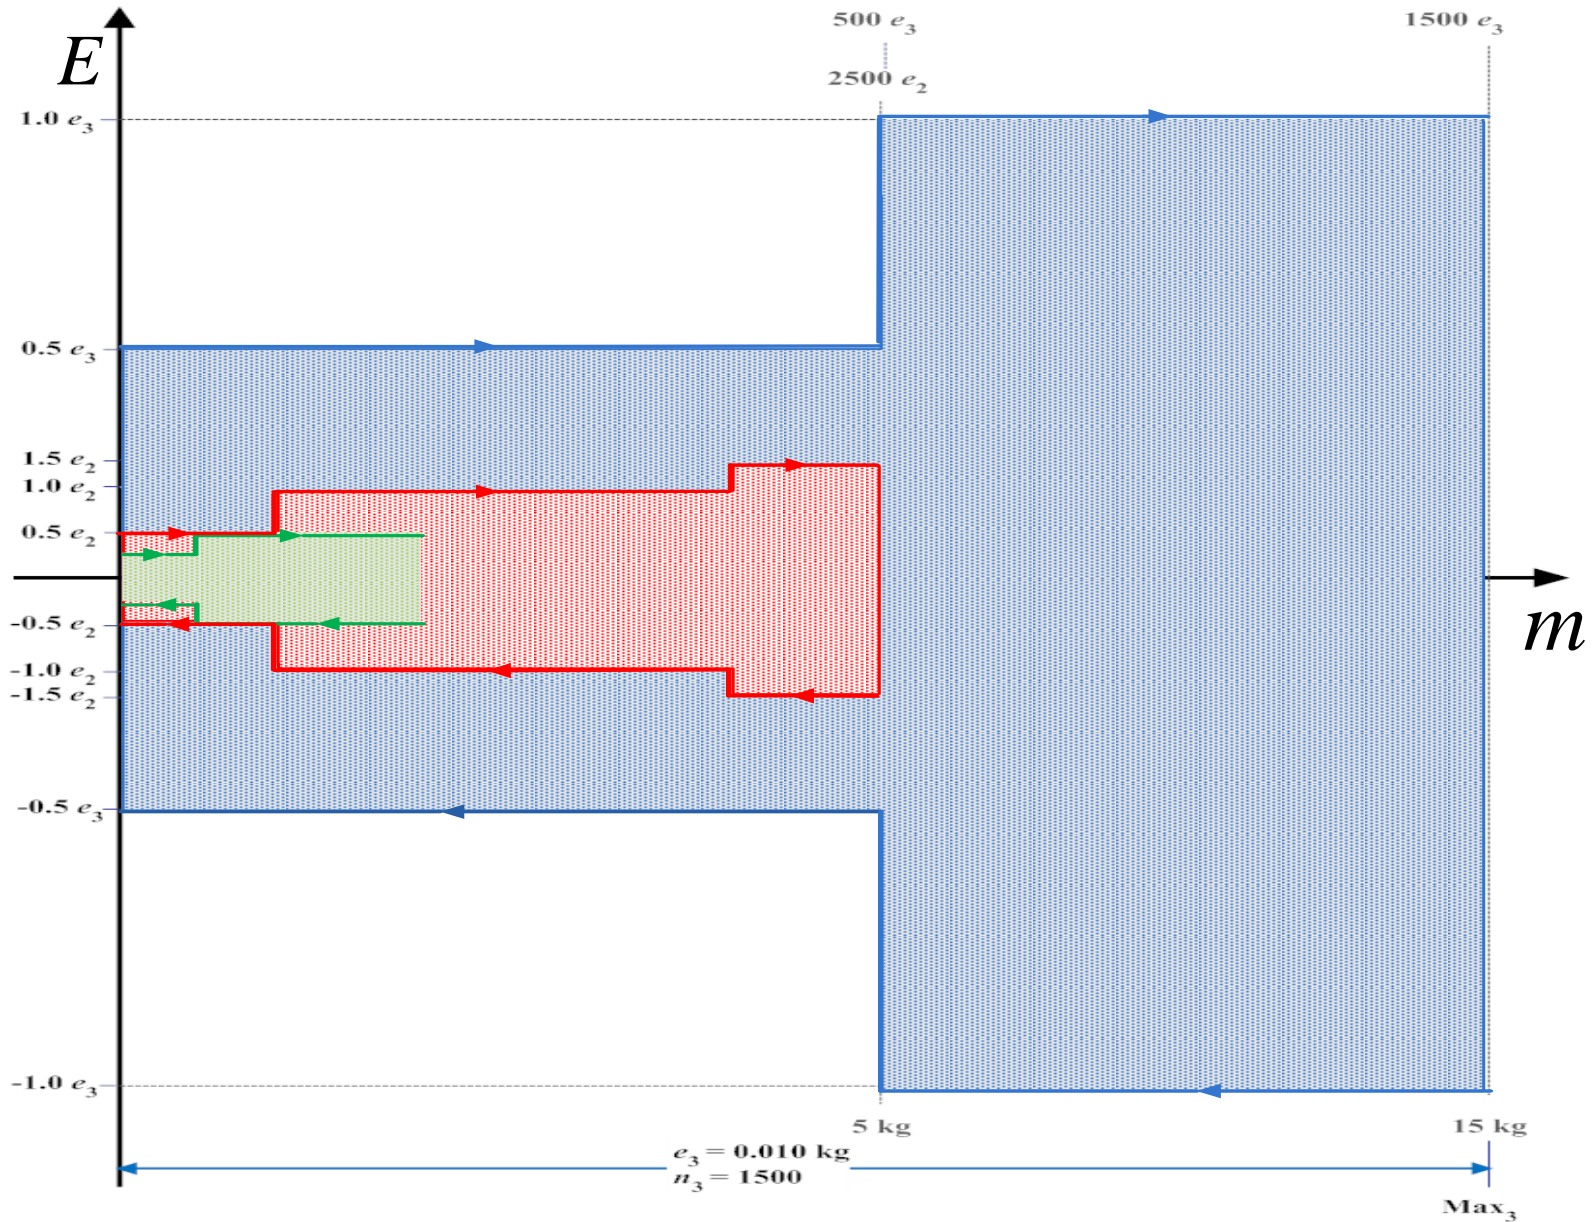 500 e₃
1500 e₃
E
2500 e₂
1.0 e₃
0.5 e₃
1.5 e₂
1.0 e₂
0.5 e₂
-0.5 e₂
m
-1.0 e₂
-1.5 e₂
-0.5 e₃
-1.0 e₃
5 kg
15 kg
e₃ = 0.010 kg
n₃ = 1500
Max₃